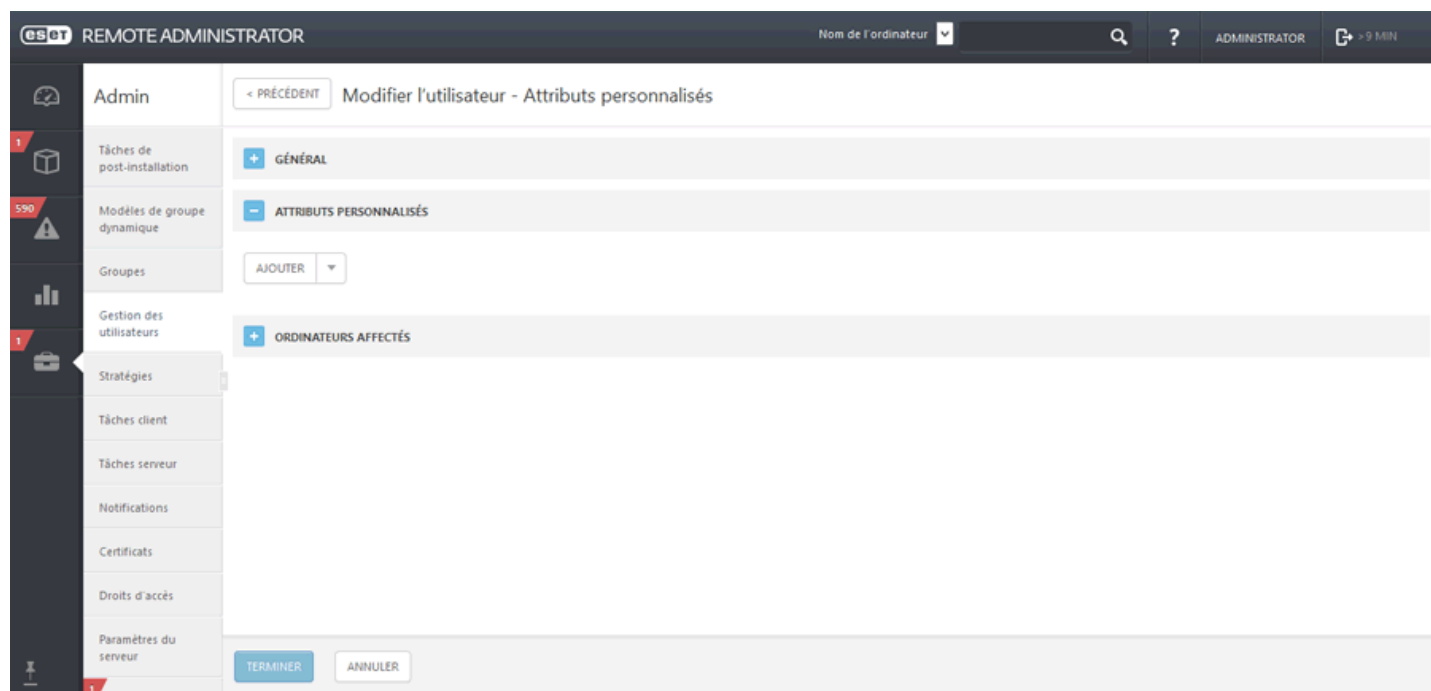 eset REMOTE ADMINISTRATOR
Nom de l'ordinateur
?
ADMINISTRATOR
>9 MIN
Admin
< PRÉCÉDENT
Modifier l'utilisateur - Attributs personnalisés
1
590
1
Tâches de
post-installation
Modèles de groupe
dynamique
Groupes
Gestion des
utilisateurs
Stratégies
Tâches client
Tâches serveur
Notifications
Certificats
Droits d'accès
Paramètres du
serveur
1
+ GÉNÉRAL
− ATTRIBUTS PERSONNALISÉS
AJOUTER
+ ORDINATEURS AFFECTÉS
TERMINER
ANNULER